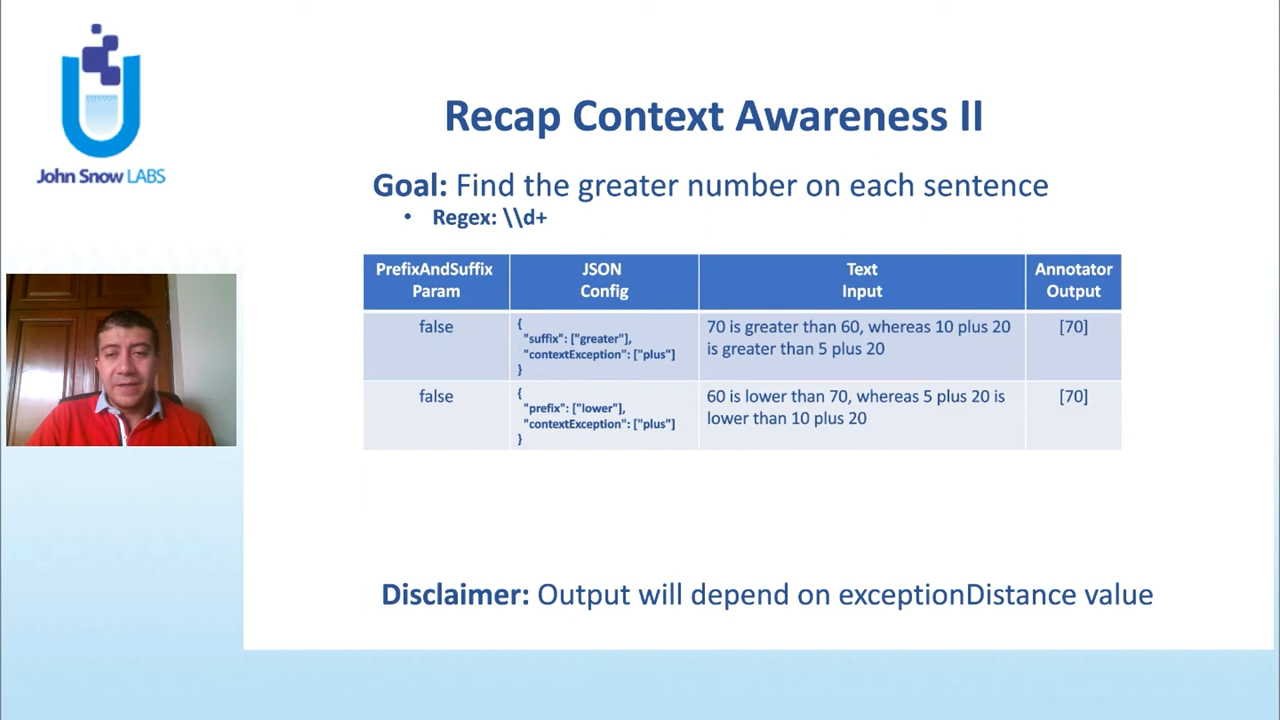 John Snow LABS
Recap Context Awareness II
Goal: Find the greater number on each sentence
• Regex: \\d+
PrefixAndSuffix
Param
JSON
Config
Text
Input
Annotator
Output
false
{
"suffix": ["greater"],
"contextException": ["plus"]
}
70 is greater than 60, whereas 10 plus 20
is greater than 5 plus 20
[70]
false
{
"prefix": ["lower"],
"contextException": ["plus"]
}
60 is lower than 70, whereas 5 plus 20 is
lower than 10 plus 20
[70]
Disclaimer: Output will depend on exceptionDistance value